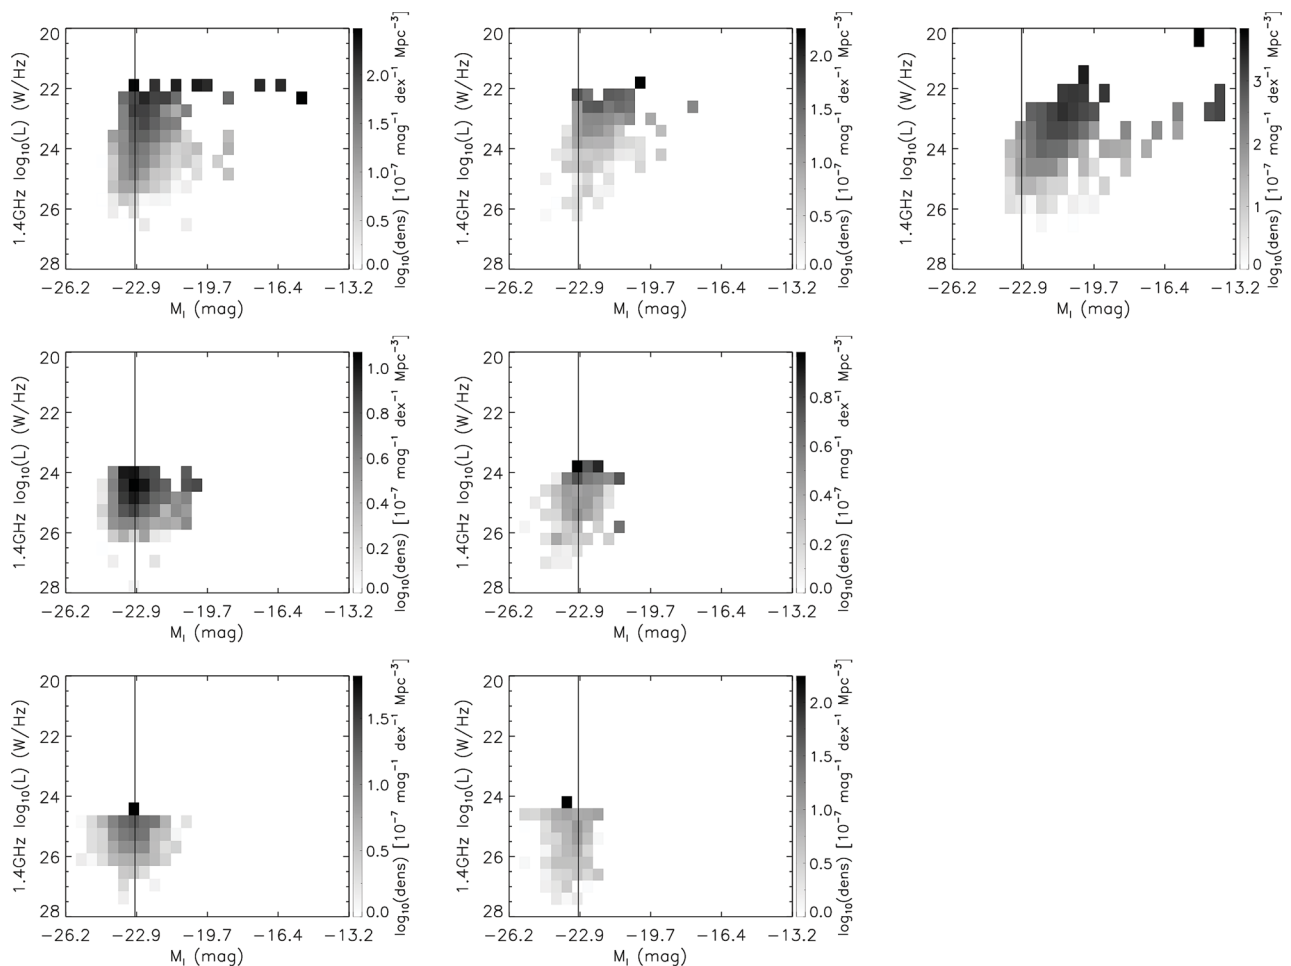 20
22
24
26
28
1.4GHz log₁₀(L) (W/Hz)
−26.2 −22.9 −19.7 −16.4 −13.2
M_I (mag)
2.0
1.5
1.0
0.5
0.0
log₁₀(dens) [10⁻⁷ mag⁻¹ dex⁻¹ Mpc⁻³]
20
22
24
26
28
1.4GHz log₁₀(L) (W/Hz)
−26.2 −22.9 −19.7 −16.4 −13.2
M_I (mag)
2.0
1.5
1.0
0.5
0.0
log₁₀(dens) [10⁻⁷ mag⁻¹ dex⁻¹ Mpc⁻³]
20
22
24
26
28
1.4GHz log₁₀(L) (W/Hz)
−26.2 −22.9 −19.7 −16.4 −13.2
M_I (mag)
3
2
1
0
log₁₀(dens) [10⁻⁷ mag⁻¹ dex⁻¹ Mpc⁻³]
20
22
24
26
28
1.4GHz log₁₀(L) (W/Hz)
−26.2 −22.9 −19.7 −16.4 −13.2
M_I (mag)
1.0
0.8
0.6
0.4
0.2
0.0
log₁₀(dens) [10⁻⁷ mag⁻¹ dex⁻¹ Mpc⁻³]
20
22
24
26
28
1.4GHz log₁₀(L) (W/Hz)
−26.2 −22.9 −19.7 −16.4 −13.2
M_I (mag)
0.8
0.6
0.4
0.2
0.0
log₁₀(dens) [10⁻⁷ mag⁻¹ dex⁻¹ Mpc⁻³]
20
22
24
26
28
1.4GHz log₁₀(L) (W/Hz)
−26.2 −22.9 −19.7 −16.4 −13.2
M_I (mag)
1.5
1.0
0.5
0.0
log₁₀(dens) [10⁻⁷ mag⁻¹ dex⁻¹ Mpc⁻³]
20
22
24
26
28
1.4GHz log₁₀(L) (W/Hz)
−26.2 −22.9 −19.7 −16.4 −13.2
M_I (mag)
2.0
1.5
1.0
0.5
0.0
log₁₀(dens) [10⁻⁷ mag⁻¹ dex⁻¹ Mpc⁻³]